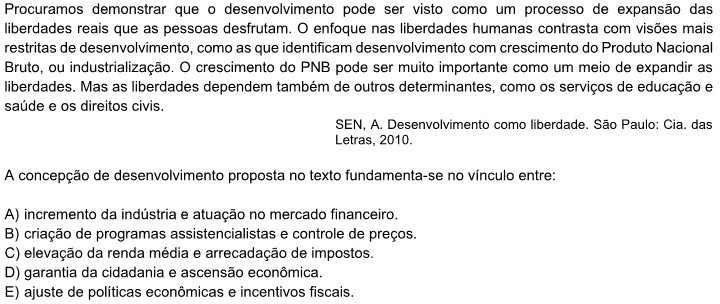 Procuramos demonstrar que o desenvolvimento pode ser visto como um processo de expansão das
liberdades reais que as pessoas desfrutam. O enfoque nas liberdades humanas contrasta com visões mais
restritas de desenvolvimento, como as que identificam desenvolvimento com crescimento do Produto Nacional
Bruto, ou industrialização. O crescimento do PNB pode ser muito importante como um meio de expandir as
liberdades. Mas as liberdades dependem também de outros determinantes, como os serviços de educação e
saúde e os direitos civis.
SEN, A. Desenvolvimento como liberdade. São Paulo: Cia. das
Letras, 2010.
A concepção de desenvolvimento proposta no texto fundamenta-se no vínculo entre:
A) incremento da indústria e atuação no mercado financeiro.
B) criação de programas assistencialistas e controle de preços.
C) elevação da renda média e arrecadação de impostos.
D) garantia da cidadania e ascensão econômica.
E) ajuste de políticas econômicas e incentivos fiscais.